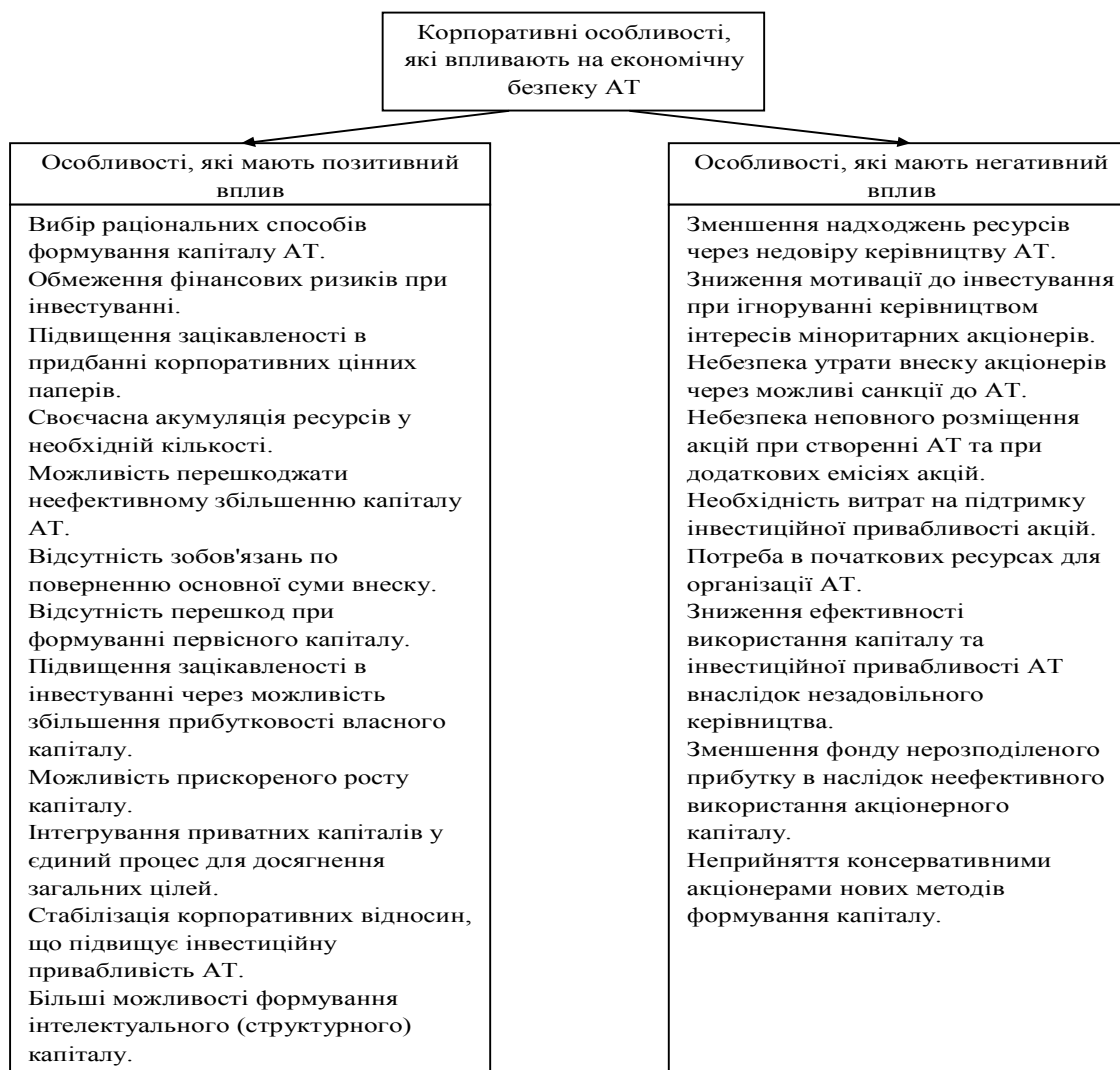 Корпоративні особливості,
які впливають на економічну
безпеку АТ
Особливості, які мають позитивний
вплив
Вибір раціональних способів
формування капіталу АТ.
Обмеження фінансових ризиків при
інвестуванні.
Підвищення зацікавленості в
придбанні корпоративних цінних
паперів.
Своєчасна акумуляція ресурсів у
необхідній кількості.
Можливість перешкоджати
неефективному збільшенню капіталу
АТ.
Відсутність зобов'язань по
поверненню основної суми внеску.
Відсутність перешкод при
формуванні первісного капіталу.
Підвищення зацікавленості в
інвестуванні через можливість
збільшення прибутковості власного
капіталу.
Можливість прискореного росту
капіталу.
Інтегрування приватних капіталів у
єдиний процес для досягнення
загальних цілей.
Стабілізація корпоративних відносин,
що підвищує інвестиційну
привабливість АТ.
Більші можливості формування
інтелектуального (структурного)
капіталу.
Особливості, які мають негативний
вплив
Зменшення надходжень ресурсів
через недовіру керівництву АТ.
Зниження мотивації до інвестування
при ігноруванні керівництвом
інтересів міноритарних акціонерів.
Небезпека утрати внеску акціонерів
через можливі санкції до АТ.
Небезпека неповного розміщення
акцій при створенні АТ та при
додаткових емісіях акцій.
Необхідність витрат на підтримку
інвестиційної привабливості акцій.
Потреба в початкових ресурсах для
організації АТ.
Зниження ефективності
використання капіталу та
інвестиційної привабливості АТ
внаслідок незадовільного
керівництва.
Зменшення фонду нерозподіленого
прибутку в наслідок неефективного
використання акціонерного
капіталу.
Неприйняття консервативними
акціонерами нових методів
формування капіталу.